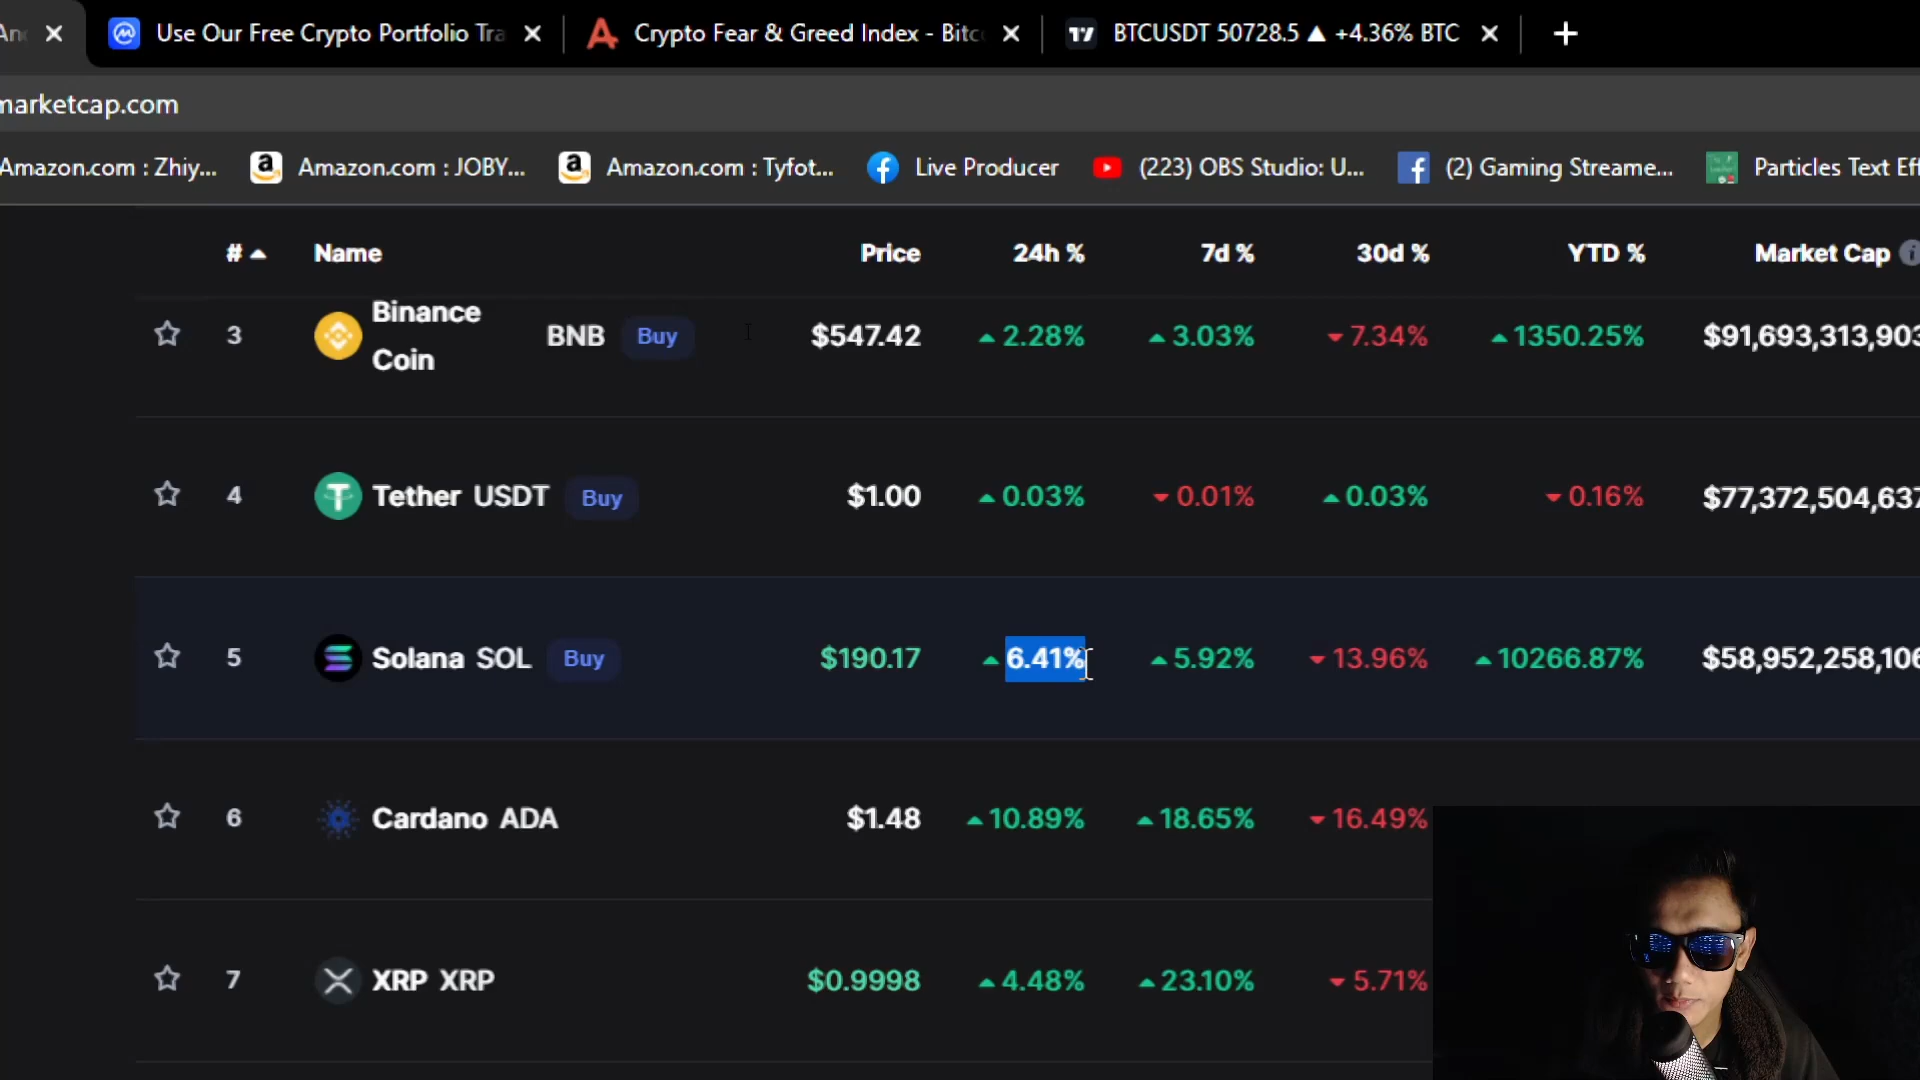 Use Our Free Crypto Portfolio Tra
Crypto Fear & Greed Index - Bitc
BTCUSDT 50728.5 ▲ +4.36% BTC
marketcap.com
Amazon.com : Zhiy...
Amazon.com : JOBY...
Amazon.com : Tyfot...
Live Producer
(223) OBS Studio: U...
(2) Gaming Streame...
Particles Text Eff
# Name Price 24h % 7d % 30d % YTD % Market Cap
3 Binance Coin BNB Buy $547.42 2.28% 3.03% 7.34% 1350.25% $91,693,313,903
4 Tether USDT Buy $1.00 0.03% 0.01% 0.03% 0.16% $77,372,504,637
5 Solana SOL Buy $190.17 6.41% 5.92% 13.96% 10266.87% $58,952,258,106
6 Cardano ADA $1.48 10.89% 18.65% 16.49%
7 XRP XRP $0.9998 4.48% 23.10% 5.71%